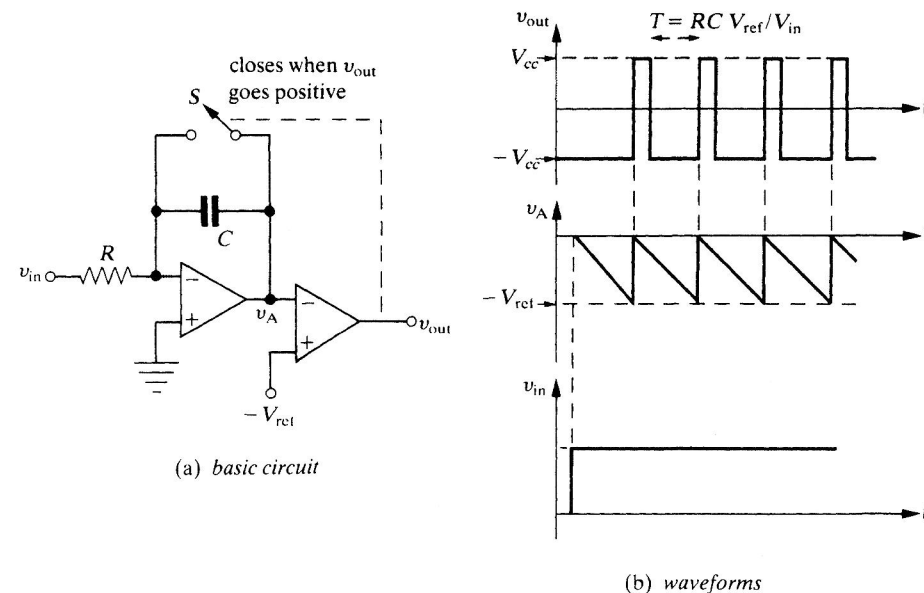 closes when v_out
goes positive
S
C
R
v_in
−
+
v_A
−
+
v_out
− V_ref
(a) basic circuit
v_out
T = RC V_ref/V_in
V_cc
− V_cc
v_A
− V_ref
v_in
(b) waveforms